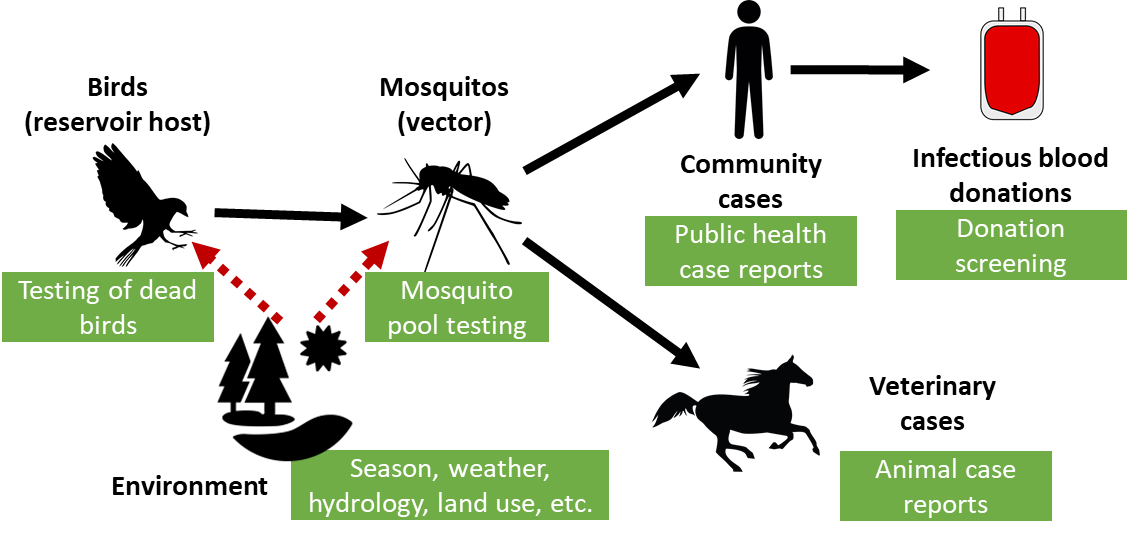 Birds
(reservoir host)
Testing of dead
birds
Mosquitos
(vector)
Mosquito
pool testing
Community
cases
Public health
case reports
Infectious blood
donations
Donation
screening
Veterinary
cases
Animal case
reports
Environment
Season, weather,
hydrology, land use, etc.